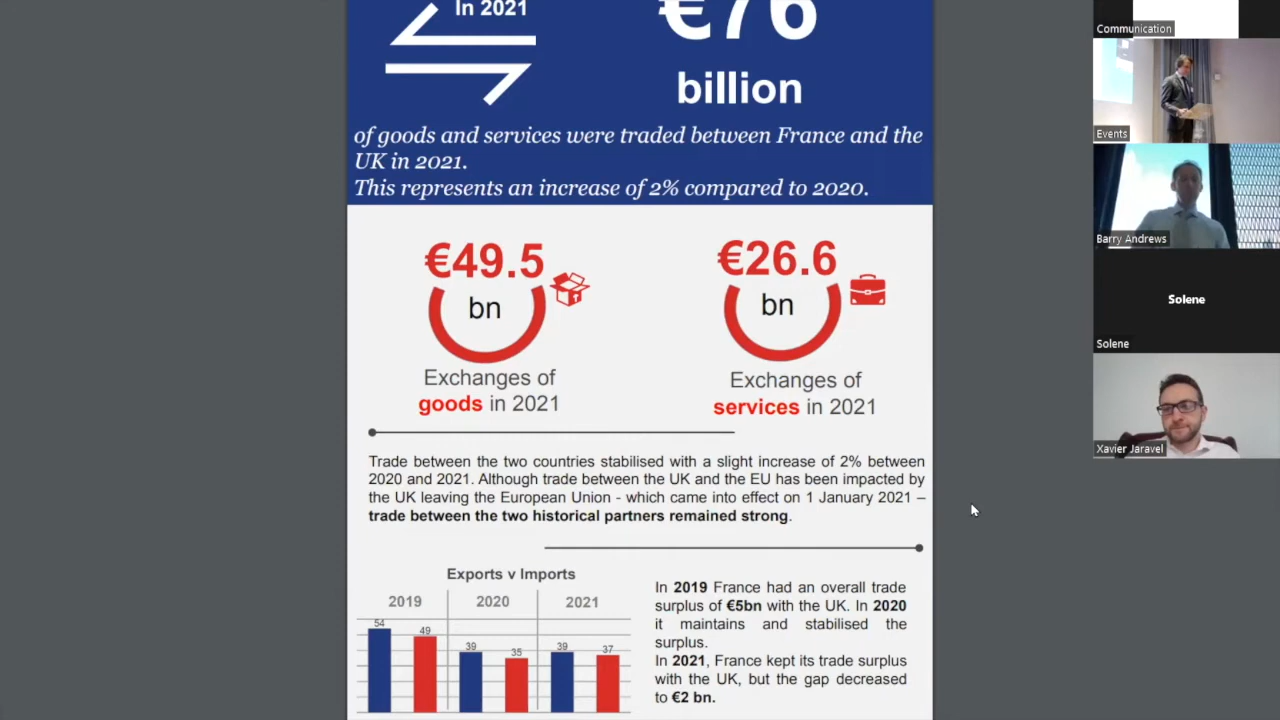 In 2021
€76
billion
of goods and services were traded between France and the
UK in 2021.
This represents an increase of 2% compared to 2020.
€49.5
bn
Exchanges of
goods in 2021
€26.6
bn
Exchanges of
services in 2021
Trade between the two countries stabilised with a slight increase of 2% between
2020 and 2021. Although trade between the UK and the EU has been impacted by
the UK leaving the European Union - which came into effect on 1 January 2021 –
trade between the two historical partners remained strong.
Exports v Imports
2019 2020 2021
54 49 39 35 39 37
In 2019 France had an overall trade
surplus of €5bn with the UK. In 2020
it maintains and stabilised the
surplus.
In 2021, France kept its trade surplus
with the UK, but the gap decreased
to €2 bn.
Communication
Events
Barry Andrews
Solene
Solene
Xavier Jaravel